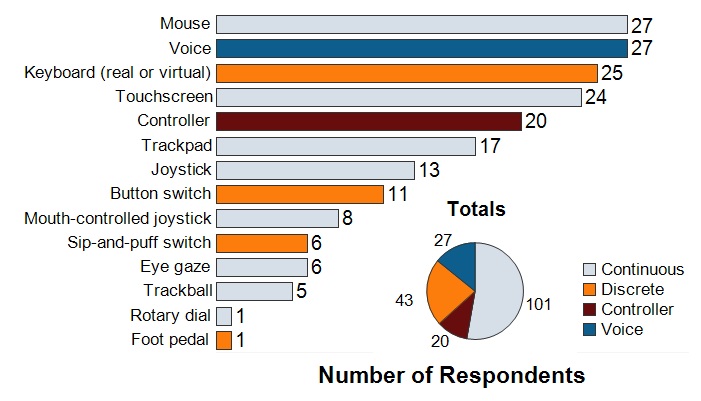 Mouse 27
Voice 27
Keyboard (real or virtual) 25
Touchscreen 24
Controller 20
Trackpad 17
Joystick 13
Button switch 11
Mouth-controlled joystick 8
Sip-and-puff switch 6
Eye gaze 6
Trackball 5
Rotary dial 1
Foot pedal 1
Totals
27
43
101
20
Continuous
Discrete
Controller
Voice
Number of Respondents